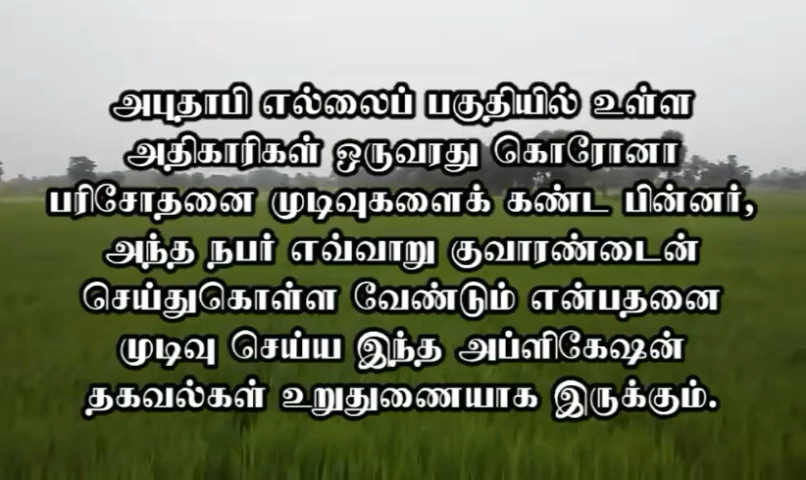 அபுதாபி எல்லைப் பகுதியில் உள்ள
அதிகாரிகள் ஒருவரது கொரோனா
பரிசோதனை முடிவுகளைக் கண்ட பின்னர்,
அந்த நபர் எவ்வாறு குவாரண்டைன்
செய்துகொள்ள வேண்டும் என்பதனை
முடிவு செய்ய இந்த அப்ளிகேஷன்
தகவல்கள் உறுதுணையாக இருக்கும்.